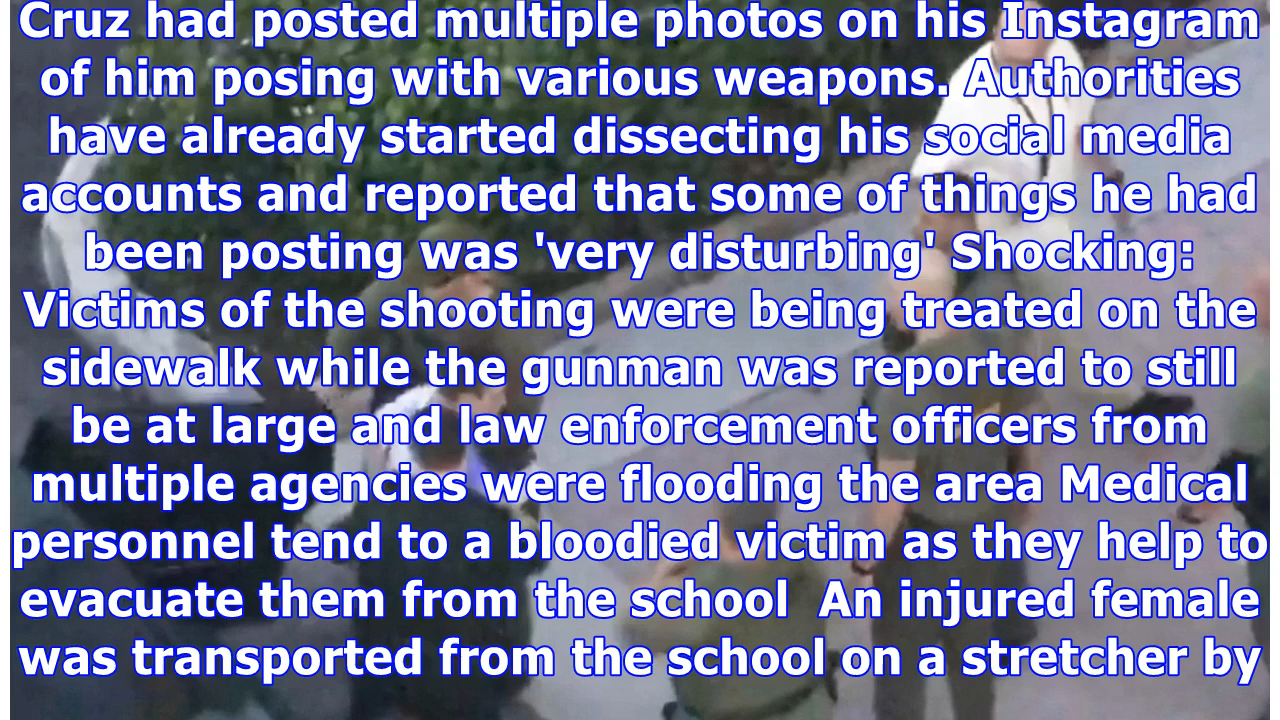 Cruz had posted multiple photos on his Instagram
of him posing with various weapons. Authorities
have already started dissecting his social media
accounts and reported that some of things he had
been posting was 'very disturbing' Shocking:
Victims of the shooting were being treated on the
sidewalk while the gunman was reported to still
be at large and law enforcement officers from
multiple agencies were flooding the area Medical
personnel tend to a bloodied victim as they help to
evacuate them from the school  An injured female
was transported from the school on a stretcher by